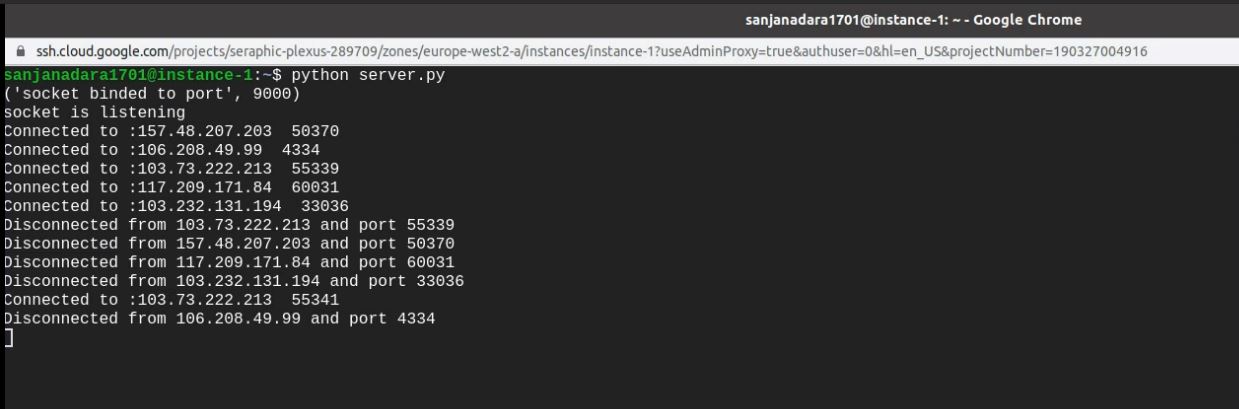 sanjanadara1701@instance-1: ~ - Google Chrome
ssh.cloud.google.com/projects/seraphic-plexus-289709/zones/europe-west2-a/instances/instance-1?useAdminProxy=true&authuser=0&hl=en_US&projectNumber=190327004916
sanjanadara1701@instance-1:~$ python server.py
('socket binded to port', 9000)
socket is listening
Connected to :157.48.207.203  50370
Connected to :106.208.49.99  4334
Connected to :103.73.222.213  55339
Connected to :117.209.171.84  60031
Connected to :103.232.131.194  33036
Disconnected from 103.73.222.213 and port 55339
Disconnected from 157.48.207.203 and port 50370
Disconnected from 117.209.171.84 and port 60031
Disconnected from 103.232.131.194 and port 33036
Connected to :103.73.222.213  55341
Disconnected from 106.208.49.99 and port 4334